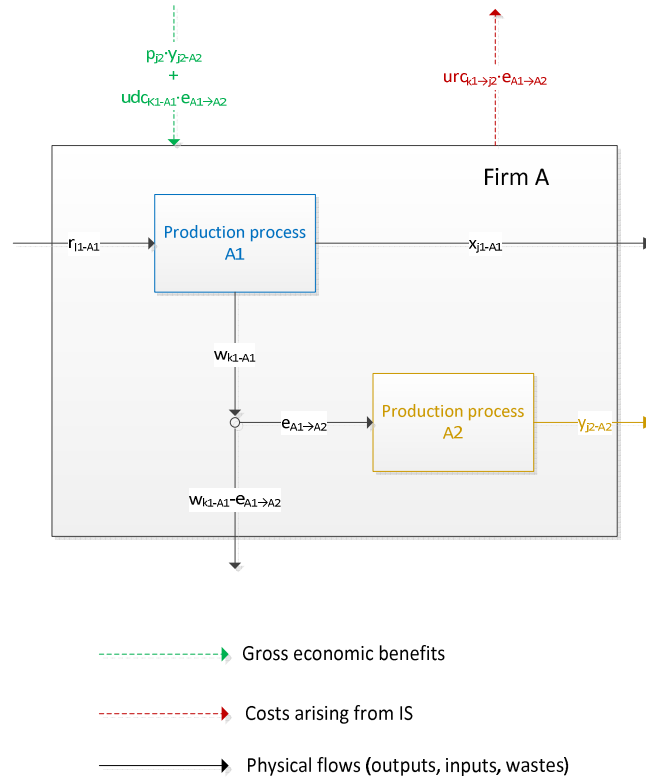 pj2·yj2-A2
+
udcK1-A1·eA1→A2
urck1→j2·eA1→A2
Firm A
Production process
A1
rl1-A1
xj1-A1
wk1-A1
Production process
A2
eA1→A2
yj2-A2
wk1-A1-eA1→A2
Gross economic benefits
Costs arising from IS
Physical flows (outputs, inputs, wastes)